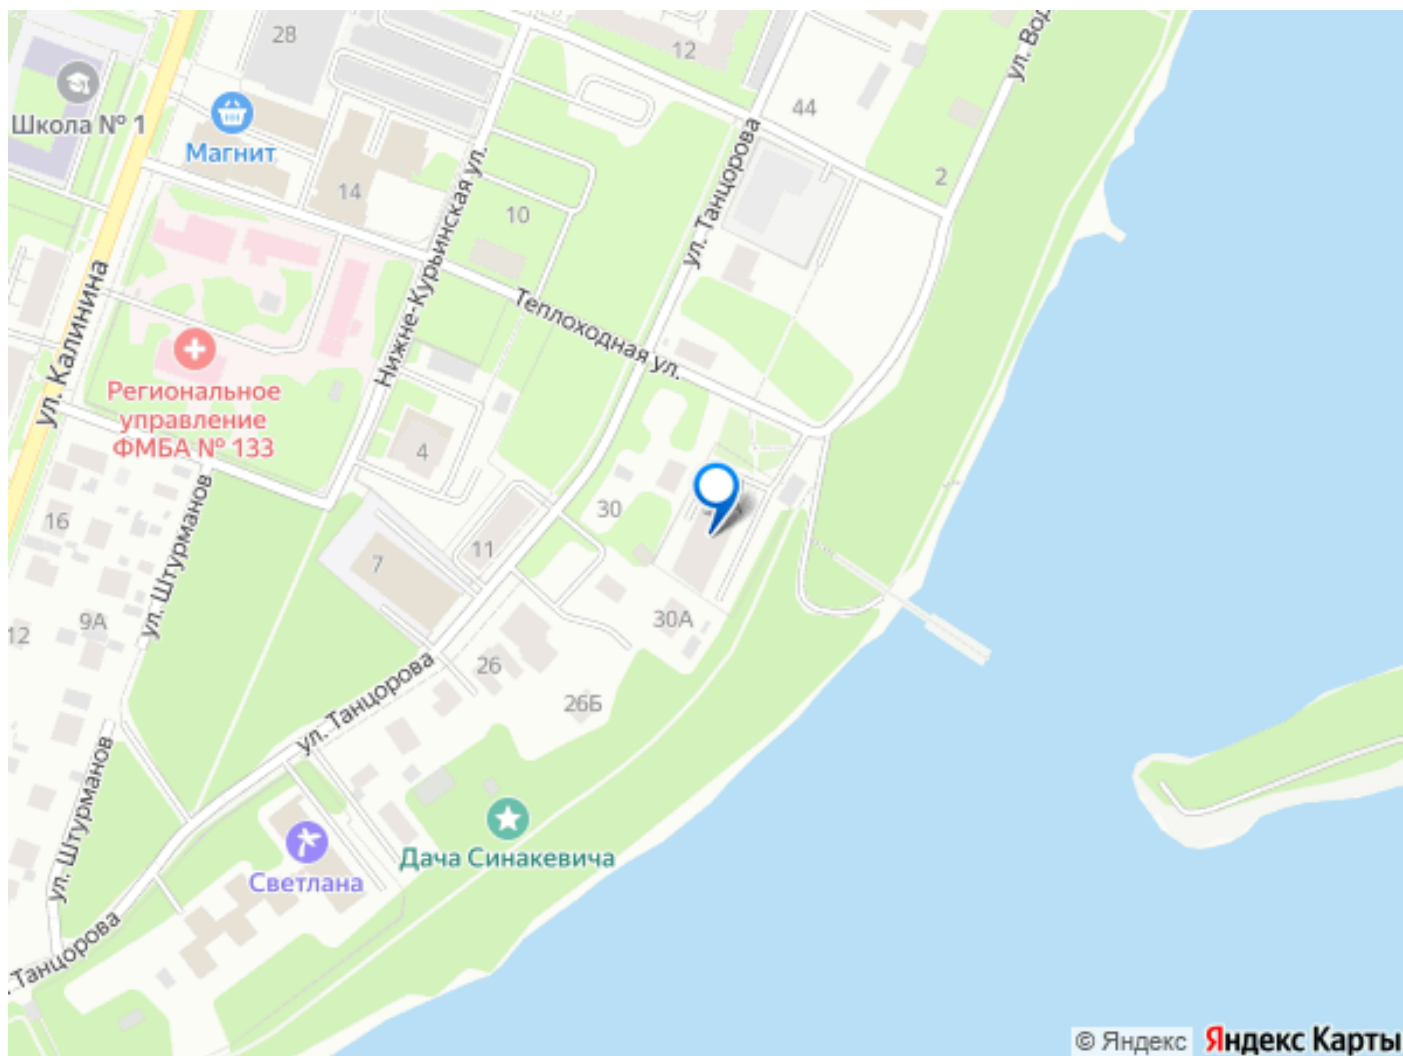 28
12
ул. Вод
44
Школа № 1
Магнит
14
Нижне-Курьинская ул.
10
ул. Танцорова
2
ул. Калинина
Теплоходная ул.
Региональное
управление
ФМБА № 133
4
30
16
ул. Штурманов
11
7
12
9А
30А
26
26Б
ул. Танцорова
ул. Штурманов
Дача Синакевича
Светлана
. Танцорова
© Яндекс Яндекс Карты